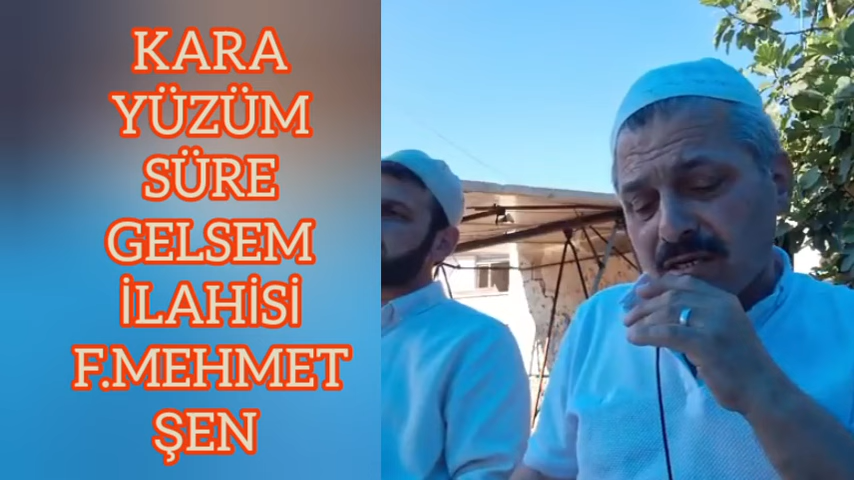 KARA
YÜZÜM
SÜRE
GELSEM
İLAHİSİ
F.MEHMET
ŞEN